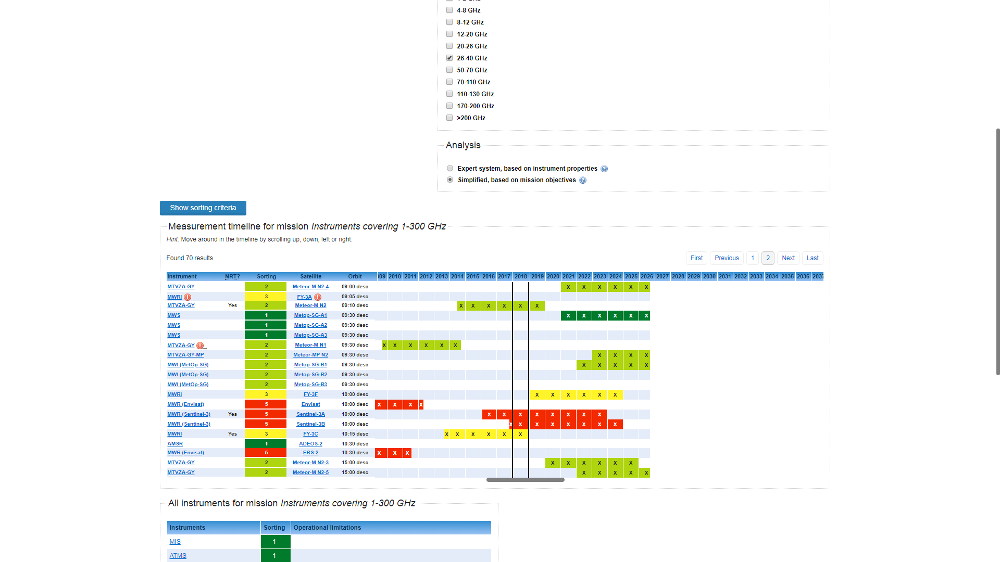 4-8 GHz
8-12 GHz
12-20 GHz
20-26 GHz
26-40 GHz
50-70 GHz
70-110 GHz
110-130 GHz
170-200 GHz
>200 GHz
Analysis
Expert system, based on instrument properties
Simplified, based on mission objectives
Show sorting criteria
Measurement timeline for mission Instruments covering 1-300 GHz
Hint: Move around in the timeline by scrolling up, down, left or right.
Found 70 results
First Previous 1 2 Next Last
Instrument NRT? Sorting Satellite Orbit 009 2010 2011 2012 2013 2014 2015 2016 2017 2018 2019 2020 2021 2022 2023 2024 2025 2026 2027 2028 2029 2030 2031 2032 2033 2034 2035 2036 2037
MTVZA-GY 2 Meteor-M N2-4 09:00 desc X X X X X X
MWRI 3 FY-3A 09:05 desc
MTVZA-GY Yes 2 Meteor-M N2 09:10 desc X X X X X X
MWS 1 Metop-SG-A1 09:30 desc X X X X X X
MWS 1 Metop-SG-A2 09:30 desc
MWS 1 Metop-SG-A3 09:30 desc
MTVZA-GY 2 Meteor-M N1 09:30 desc X X X X X X
MTVZA-GY-MP 2 Meteor-MP N2 09:30 desc X X X X
MWI (MetOp-SG) 2 Metop-SG-B1 09:30 desc X X X X X
MWI (MetOp-SG) 2 Metop-SG-B2 09:30 desc
MWI (MetOp-SG) 2 Metop-SG-B3 09:30 desc
MWRI 3 FY-3F 10:00 desc X X X X X X
MWR (Envisat) 5 Envisat 10:00 desc X X X X
MWR (Sentinel-3) Yes 5 Sentinel-3A 10:00 desc X X X X X X X X
MWR (Sentinel-3) 5 Sentinel-3B 10:00 desc X X X X X X X X
MWRI Yes 3 FY-3C 10:15 desc X X X X X X
AMSR 1 ADEOS-2 10:30 desc
MWR (Envisat) 5 ERS-2 10:30 desc X X X
MTVZA-GY 2 Meteor-M N2-3 15:00 desc X X X X X X
MTVZA-GY 2 Meteor-M N2-5 15:00 desc X X X X X
All instruments for mission Instruments covering 1-300 GHz
Instruments Sorting Operational limitations
MIS 1
ATMS 1